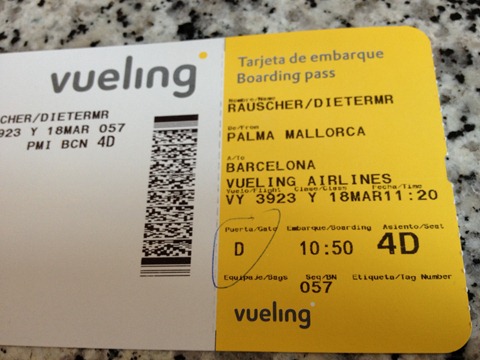 vueling
SCHER/DIETERMR
3923 Y 18MAR 057
PMI BCN 4D
Tarjeta de embarque
Boarding pass
Nombre/Name
RAUSCHER/DIETERMR
De/From
PALMA MALLORCA
A/To
BARCELONA
VUELING AIRLINES
Vuelo/Flight Clase/Class Fecha/Time
VY 3923 Y 18MAR11:20
Puerta/Gate Embarque/Boarding Asiento/Seat
D 10:50 4D
Equipaje/Bags Seq/BN Etiqueta/Tag Number
057
vueling